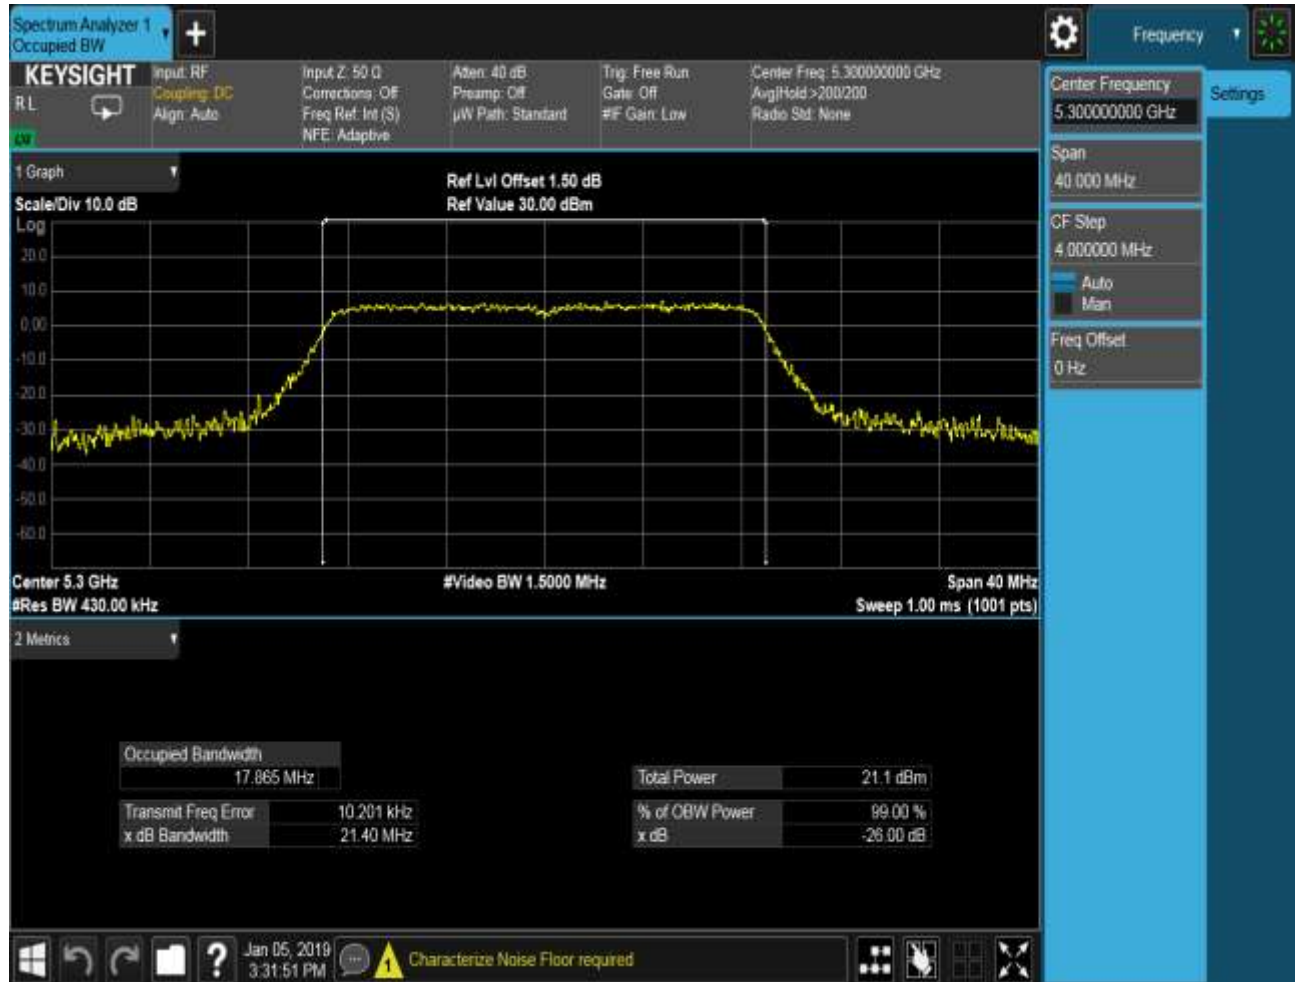 Spectrum Analyzer 1
Occupied BW
Frequency
KEYSIGHT
RL
Input: RF
Coupling: DC
Align: Auto
Input Z: 50 Ω
Corrections: Off
Freq Ref: Int (S)
NFE: Adaptive
Atten: 40 dB
Preamp: Off
µW Path: Standard
Trig: Free Run
Gate: Off
#IF Gain: Low
Center Freq: 5.300000000 GHz
Avg|Hold:>200/200
Radio Std: None
Center Frequency
5.300000000 GHz
Settings
Span
40.000 MHz
CF Step
4.000000 MHz
Auto
Man
Freq Offset
0 Hz
1 Graph
Scale/Div 10.0 dB
Ref Lvl Offset 1.50 dB
Ref Value 30.00 dBm
Log
20.0
10.0
0.00
-10.0
-20.0
-30.0
-40.0
-50.0
-60.0
Center 5.3 GHz
#Video BW 1.5000 MHz
Span 40 MHz
#Res BW 430.00 kHz
Sweep 1.00 ms (1001 pts)
2 Metrics
Occupied Bandwidth
17.865 MHz
Total Power 21.1 dBm
Transmit Freq Error 10.201 kHz
% of OBW Power 99.00 %
x dB Bandwidth 21.40 MHz
x dB -26.00 dB
Jan 05, 2019
3:31:51 PM
1
Characterize Noise Floor required